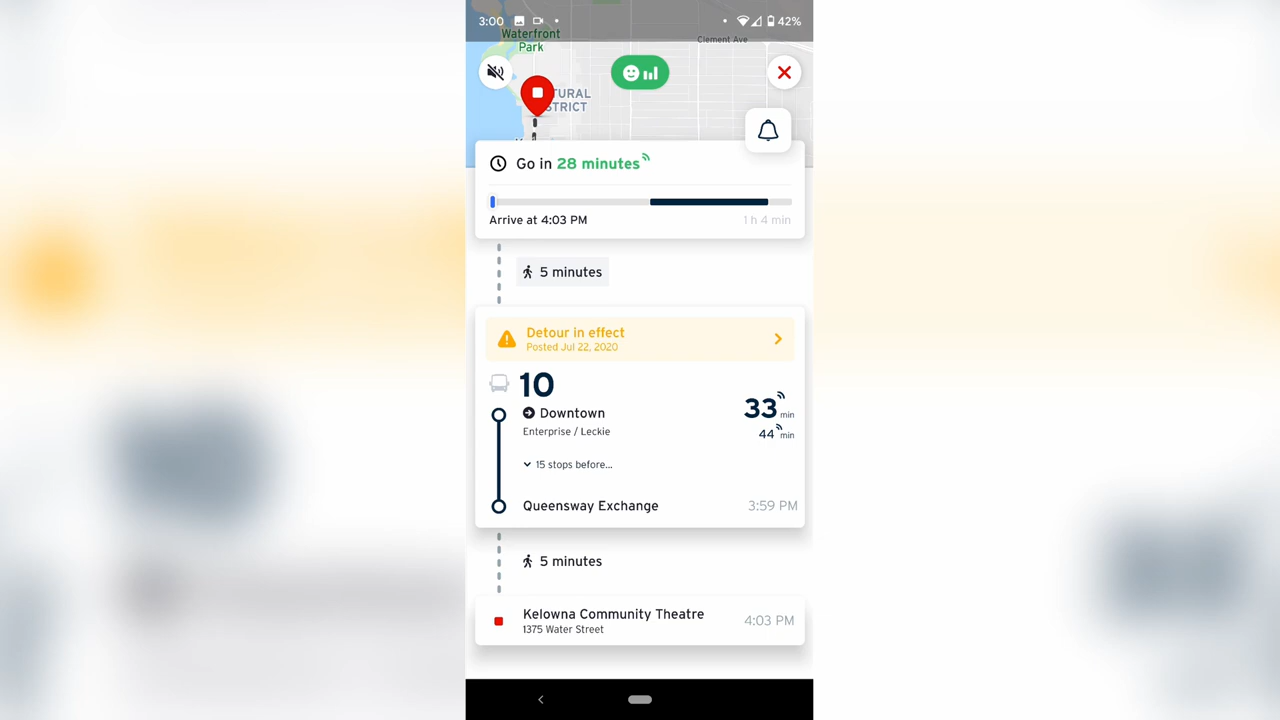 3:00
42%
Waterfront
Park
Clement Ave
URAL
STRICT
Go in 28 minutes
Arrive at 4:03 PM
1 h 4 min
5 minutes
Detour in effect
Posted Jul 22, 2020
10
Downtown
33 min
Enterprise / Leckie
44 min
15 stops before...
Queensway Exchange
3:59 PM
5 minutes
Kelowna Community Theatre
4:03 PM
1375 Water Street